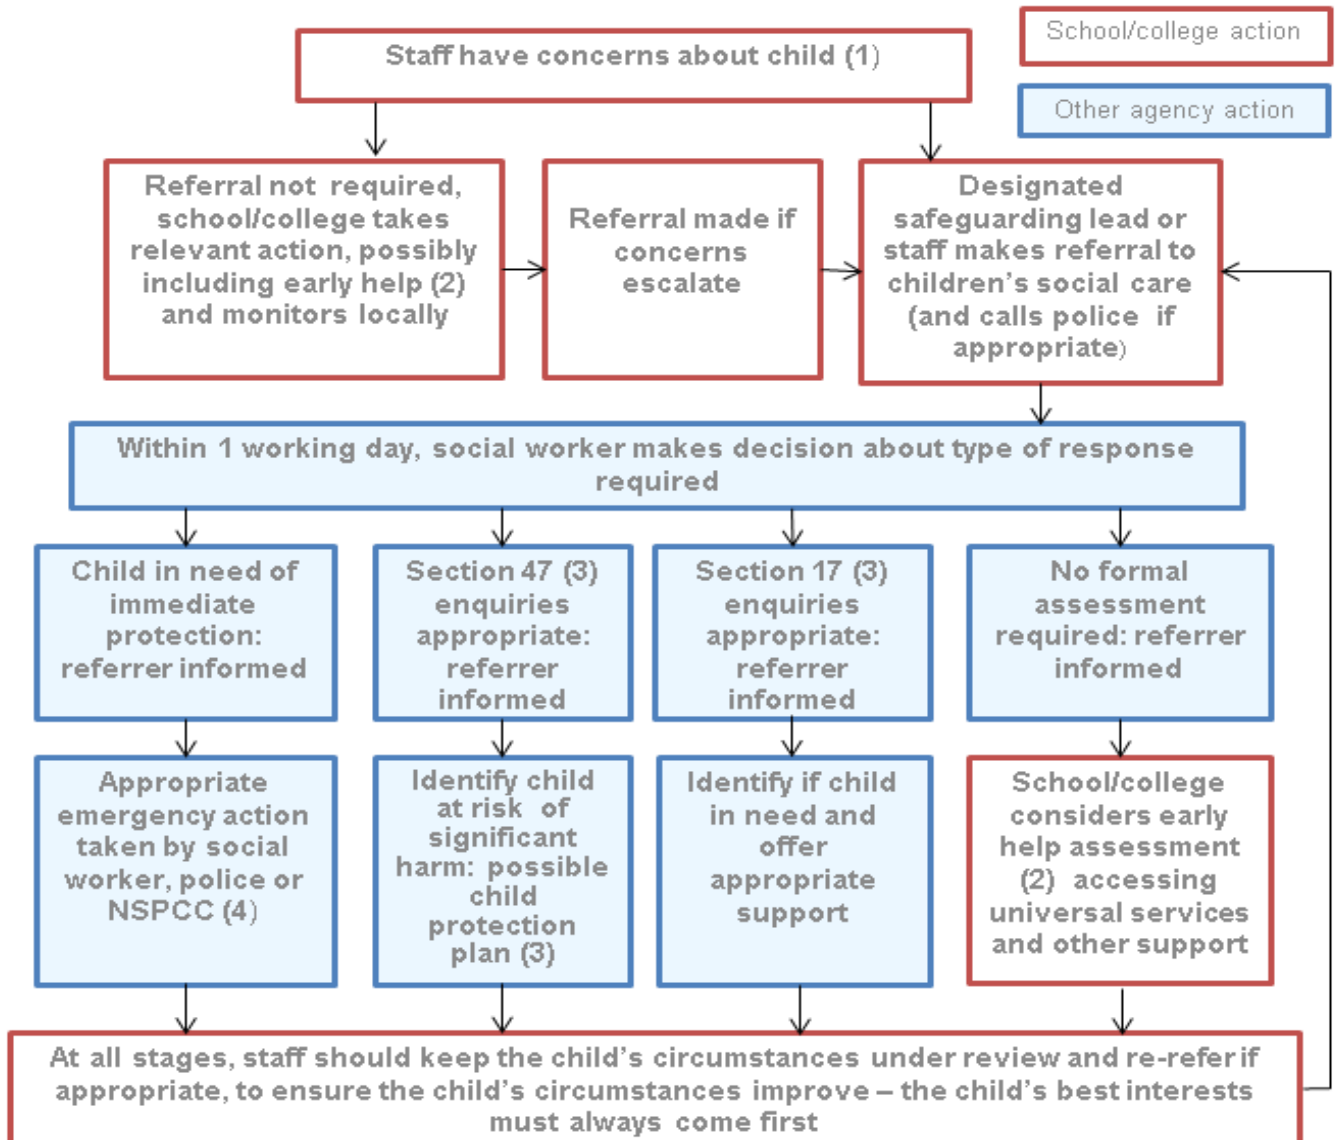 Staff have concerns about child (1)
School/college action
Other agency action
Referral not required,
school/college takes
relevant action, possibly
including early help (2)
and monitors locally
Referral made if
concerns
escalate
Designated
safeguarding lead or
staff makes referral to
children’s social care
(and calls police if
appropriate)
Within 1 working day, social worker makes decision about type of response
required
Child in need of
immediate
protection:
referrer informed
Section 47 (3)
enquiries
appropriate:
referrer
informed
Section 17 (3)
enquiries
appropriate:
referrer
informed
No formal
assessment
required: referrer
informed
Appropriate
emergency action
taken by social
worker, police or
NSPCC (4)
Identify child
at risk of
significant
harm: possible
child
protection
plan (3)
Identify if child
in need and
offer
appropriate
support
School/college
considers early
help assessment
(2) accessing
universal services
and other support
At all stages, staff should keep the child’s circumstances under review and re-refer if
appropriate, to ensure the child’s circumstances improve – the child’s best interests
must always come first